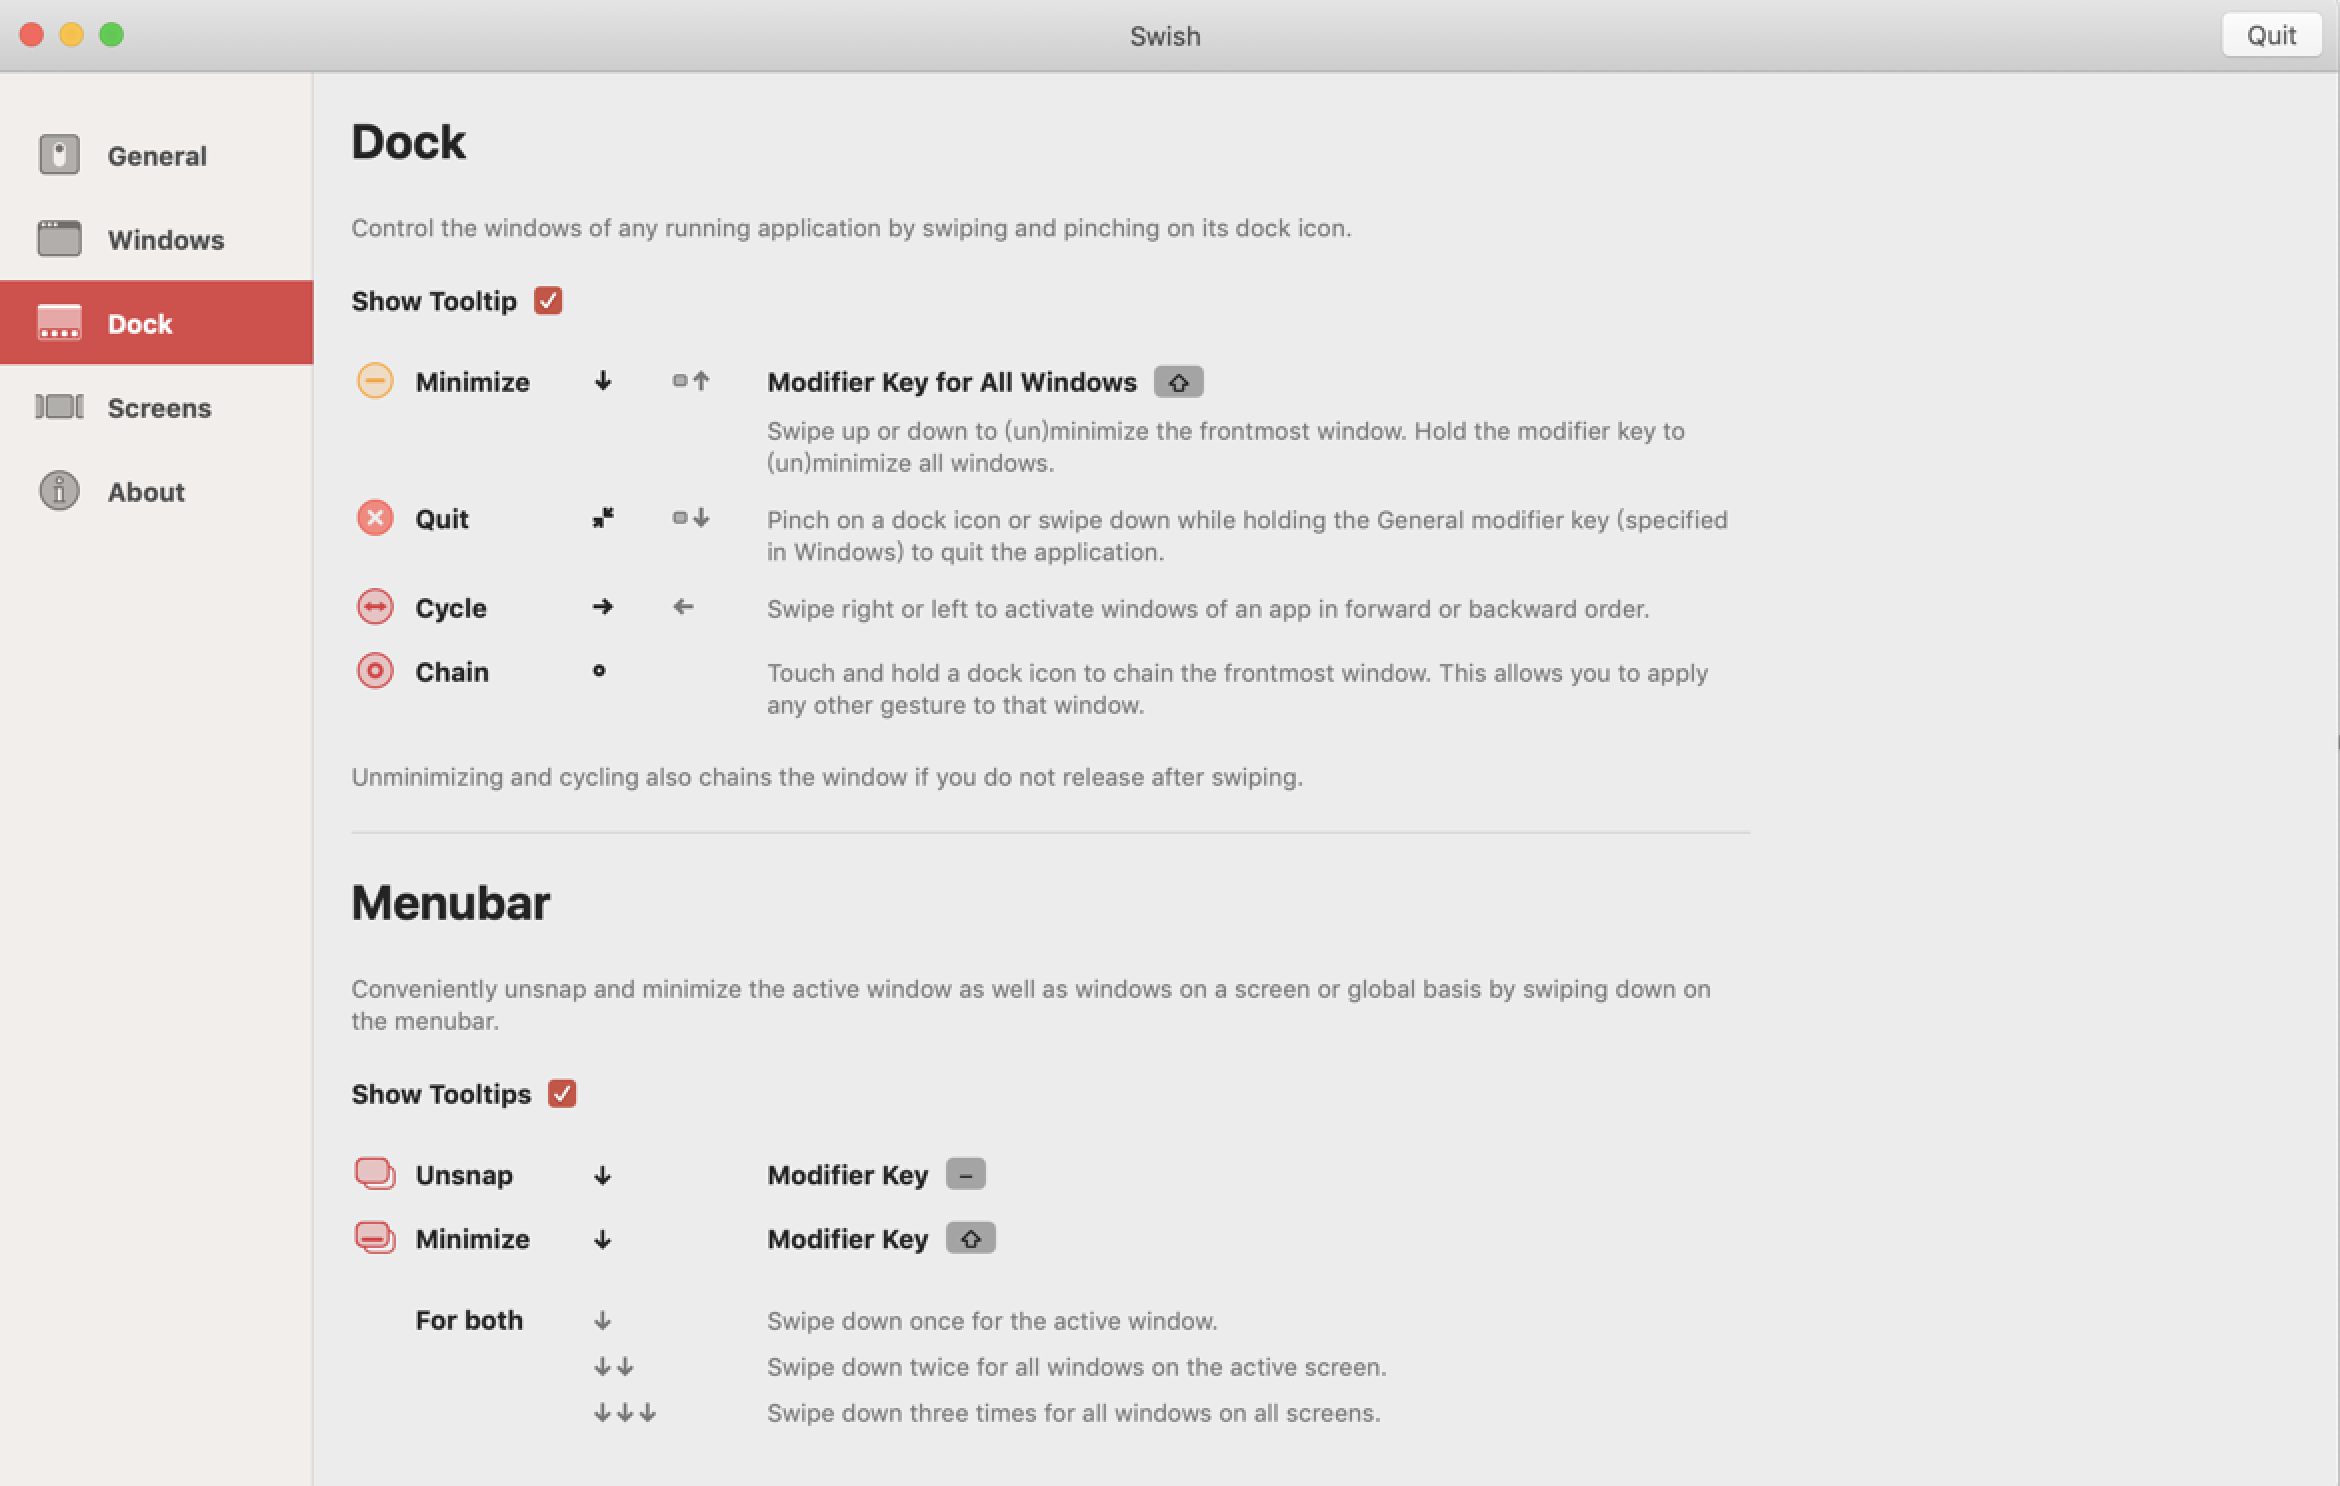 Swish
Quit
General
Windows
Dock
Screens
About
Dock
Control the windows of any running application by swiping and pinching on its dock icon.
Show Tooltip
Minimize ↓ ↑ Modifier Key for All Windows ⇧
Swipe up or down to (un)minimize the frontmost window. Hold the modifier key to
(un)minimize all windows.
Quit ↓ Pinch on a dock icon or swipe down while holding the General modifier key (specified
in Windows) to quit the application.
Cycle → ← Swipe right or left to activate windows of an app in forward or backward order.
Chain Touch and hold a dock icon to chain the frontmost window. This allows you to apply
any other gesture to that window.
Unminimizing and cycling also chains the window if you do not release after swiping.
Menubar
Conveniently unsnap and minimize the active window as well as windows on a screen or global basis by swiping down on
the menubar.
Show Tooltips
Unsnap ↓ Modifier Key –
Minimize ↓ Modifier Key ⇧
For both ↓ Swipe down once for the active window.
↓↓ Swipe down twice for all windows on the active screen.
↓↓↓ Swipe down three times for all windows on all screens.